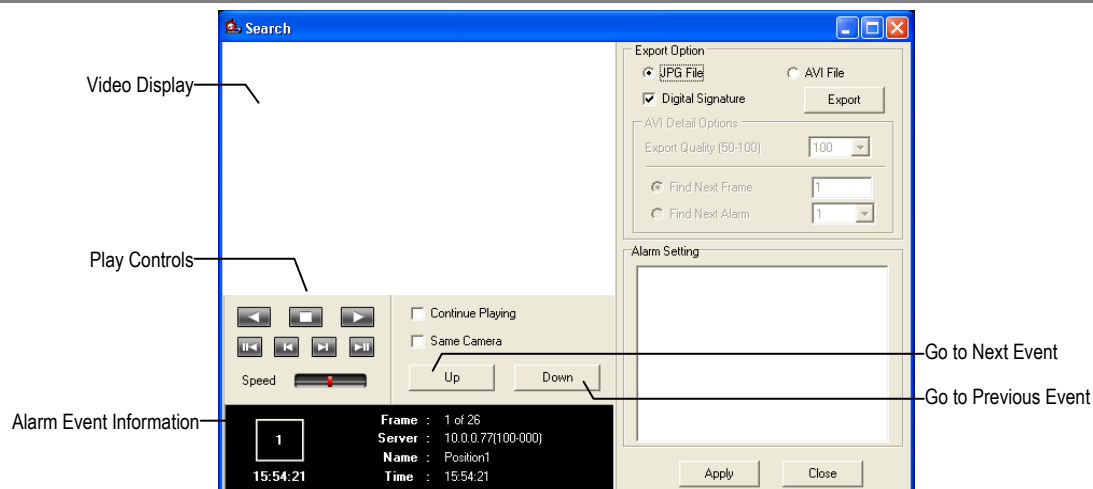 Search
Video Display
Play Controls
Alarm Event Information
Export Option
JPG File
AVI File
Digital Signature
Export
AVI Detail Options
Export Quality (50-100)
100
Find Next Frame
1
Find Next Alarm
1
Alarm Setting
Continue Playing
Same Camera
Up
Down
Speed
Go to Next Event
Go to Previous Event
1
15:54:21
Frame : 1 of 26
Server : 10.0.0.77(100-000)
Name : Position1
Time : 15:54:21
Apply
Close